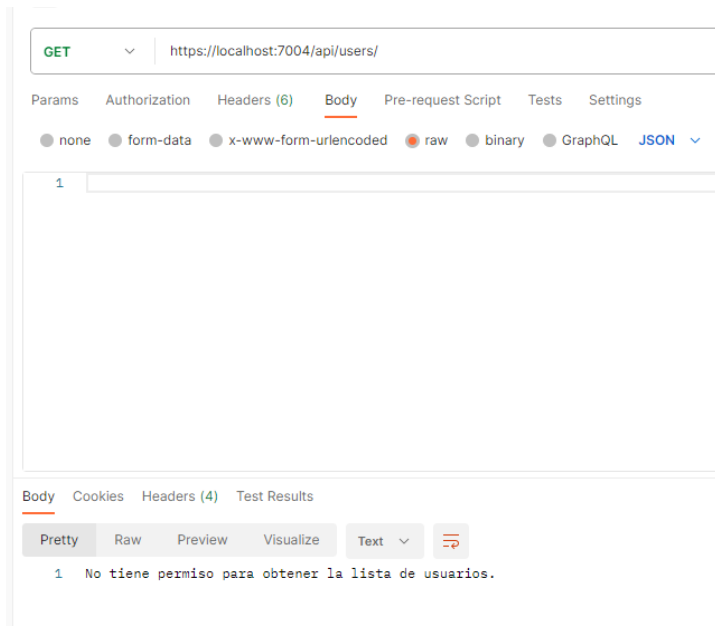 GET https://localhost:7004/api/users/
Params Authorization Headers (6) Body Pre-request Script Tests Settings
none form-data x-www-form-urlencoded raw binary GraphQL JSON
1
Body Cookies Headers (4) Test Results
Pretty Raw Preview Visualize Text
1 No tiene permiso para obtener la lista de usuarios.